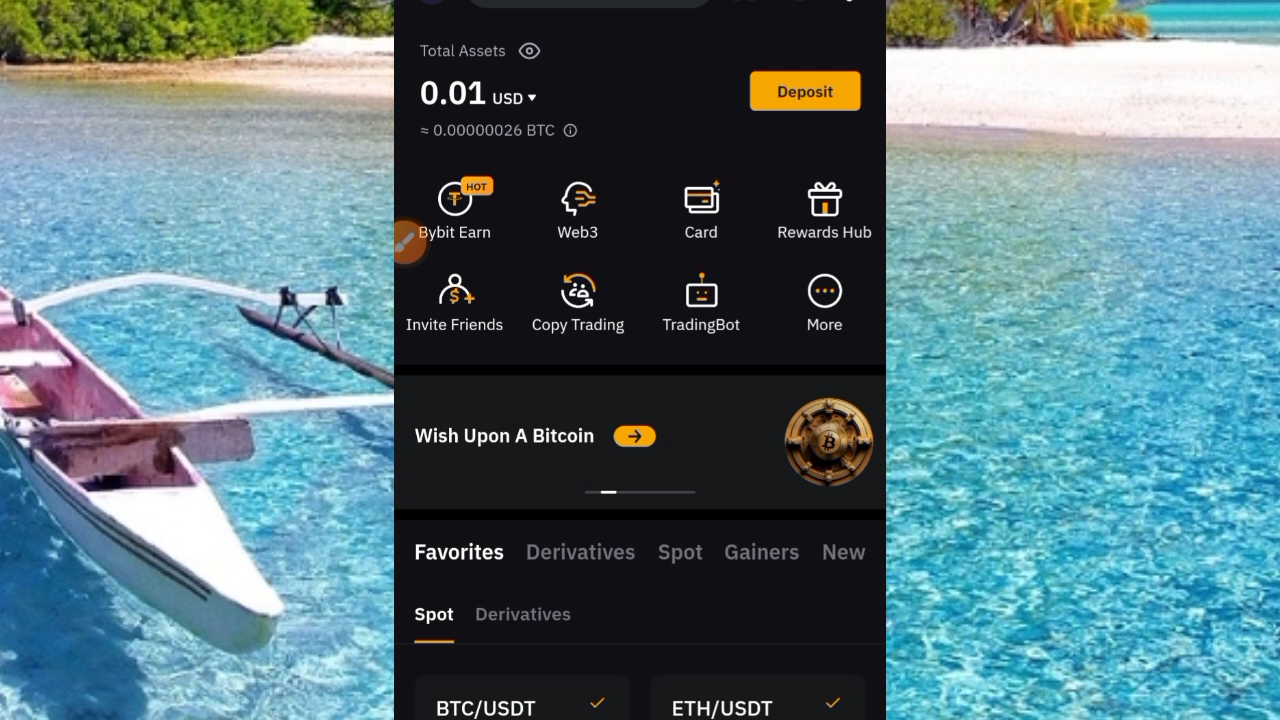 Total Assets
0.01 USD
Deposit
≈ 0.00000026 BTC
HOT
Bybit Earn Web3 Card Rewards Hub
Invite Friends Copy Trading TradingBot More
Wish Upon A Bitcoin
Favorites Derivatives Spot Gainers New
Spot Derivatives
BTC/USDT ETH/USDT